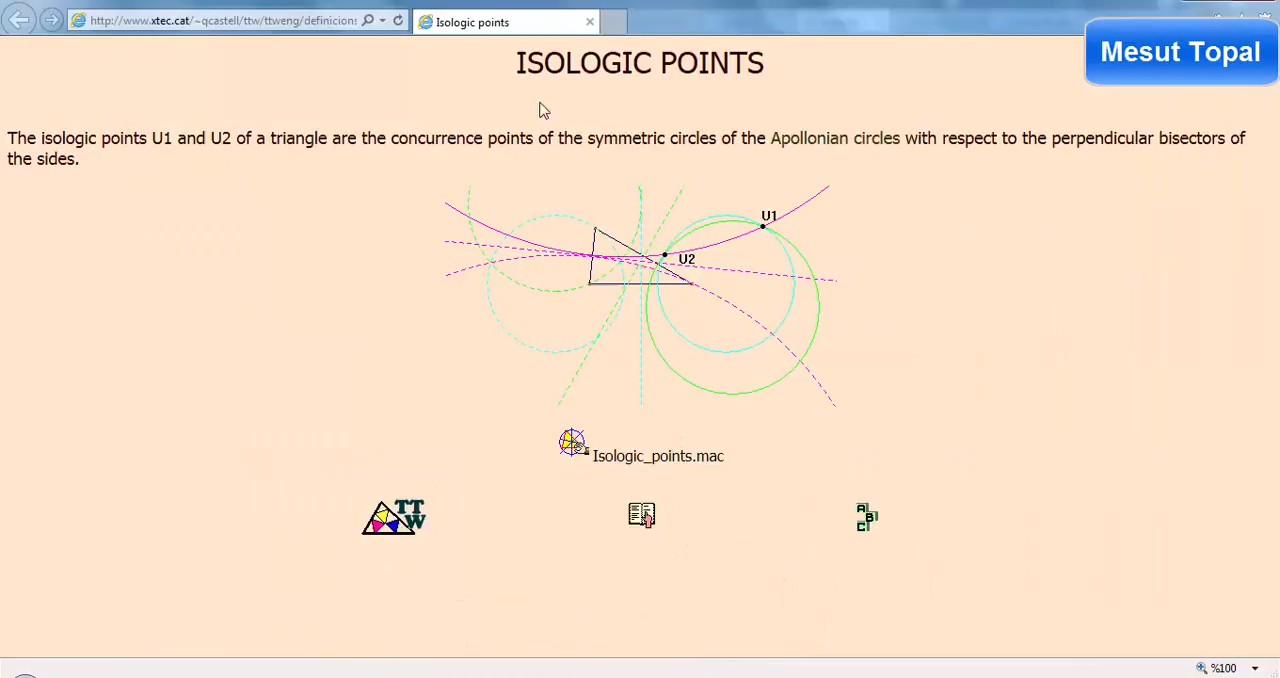 http://www.xtec.cat/~qcastell/ttw/ttweng/definicions
Isologic points
Mesut Topal
ISOLOGIC POINTS
The isologic points U1 and U2 of a triangle are the concurrence points of the symmetric circles of the Apollonian circles with respect to the perpendicular bisectors of
the sides.
U1
U2
Isologic_points.mac
TT
W
A
B
C
%100